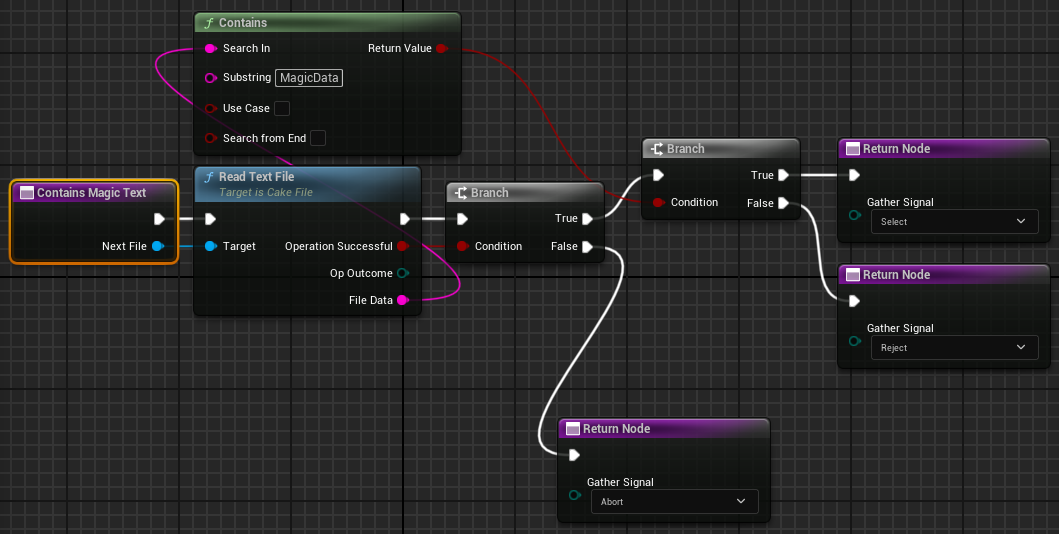 Contains
Search In
Return Value
Substring MagicData
Use Case
Search from End
Contains Magic Text
Next File
Read Text File
Target is Cake File
Target
Operation Successful
Op Outcome
File Data
Branch
True
Condition
False
Branch
True
Condition
False
Return Node
Gather Signal
Select
Return Node
Gather Signal
Reject
Return Node
Gather Signal
Abort